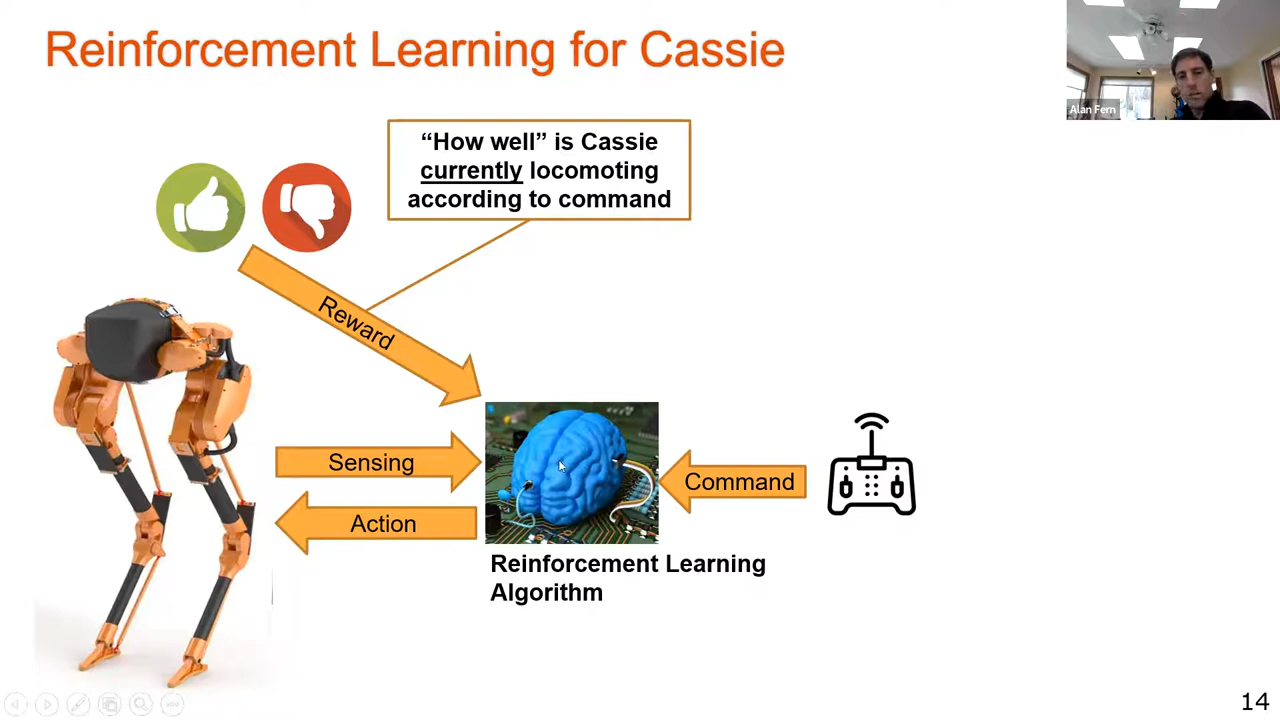 Reinforcement Learning for Cassie
Alan Fern
“How well” is Cassie
currently locomoting
according to command
Reward
Sensing
Command
Action
Reinforcement Learning
Algorithm
14